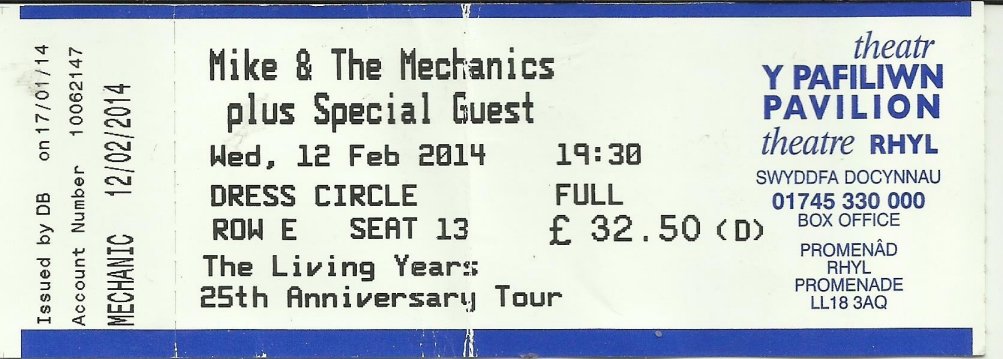 Issued by DB on 17/01/14
Account Number 10062147
MECHANIC 12/02/2014
Mike & The Mechanics
plus Special Guest
Wed, 12 Feb 2014 19:30
DRESS CIRCLE FULL
ROW E SEAT 13 £ 32.50 (D)
The Living Years
25th Anniversary Tour
theatr
Y PAFILIWN
PAVILION
theatre RHYL
SWYDDFA DOCYNNAU
01745 330 000
BOX OFFICE
PROMENÂD
RHYL
PROMENADE
LL18 3AQ